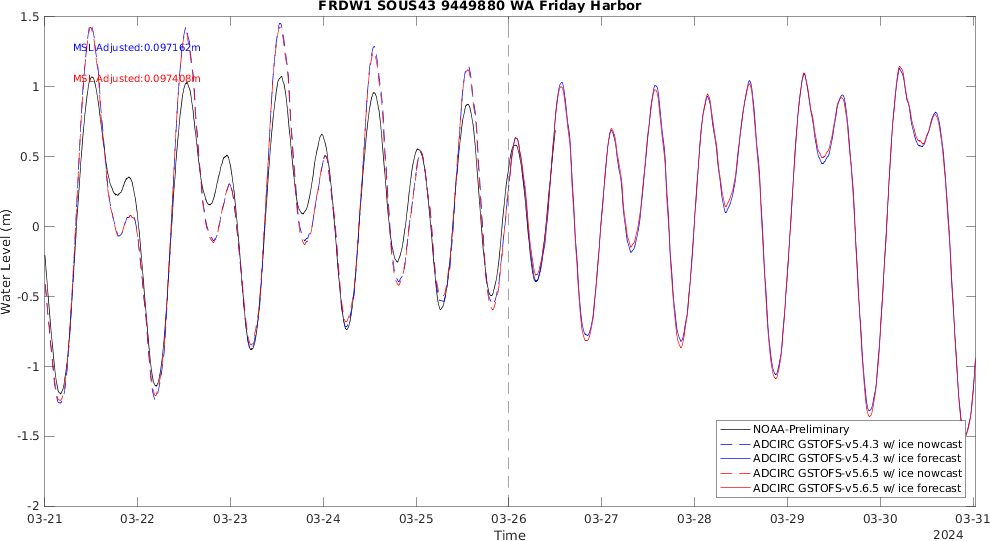 FRDW1 SOUS43 9449880 WA Friday Harbor
1.5
MSL Adjusted:0.097162m
MSL Adjusted:0.097408m
1
0.5
0
-0.5
-1
-1.5
-2
Water Level (m)
NOAA-Preliminary
ADCIRC GSTOFS-v5.4.3 w/ ice nowcast
ADCIRC GSTOFS-v5.4.3 w/ ice forecast
ADCIRC GSTOFS-v5.6.5 w/ ice nowcast
ADCIRC GSTOFS-v5.6.5 w/ ice forecast
03-21 03-22 03-23 03-24 03-25 03-26 03-27 03-28 03-29 03-30 03-31
Time
2024